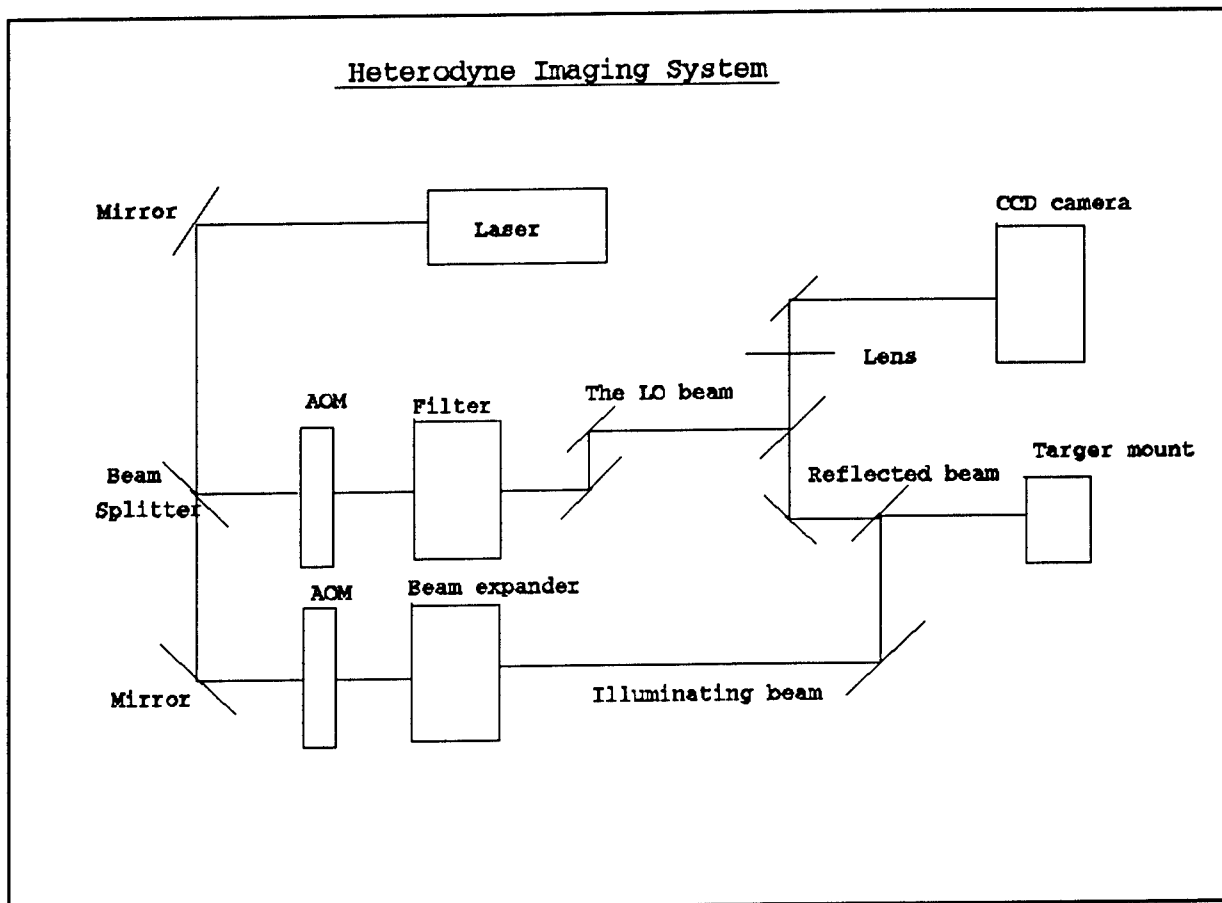 Heterodyne Imaging System
Mirror
Laser
CCD camera
Lens
AOM
Filter
The LO beam
Beam
Splitter
Reflected beam
Targer mount
AOM
Beam expander
Mirror
Illuminating beam